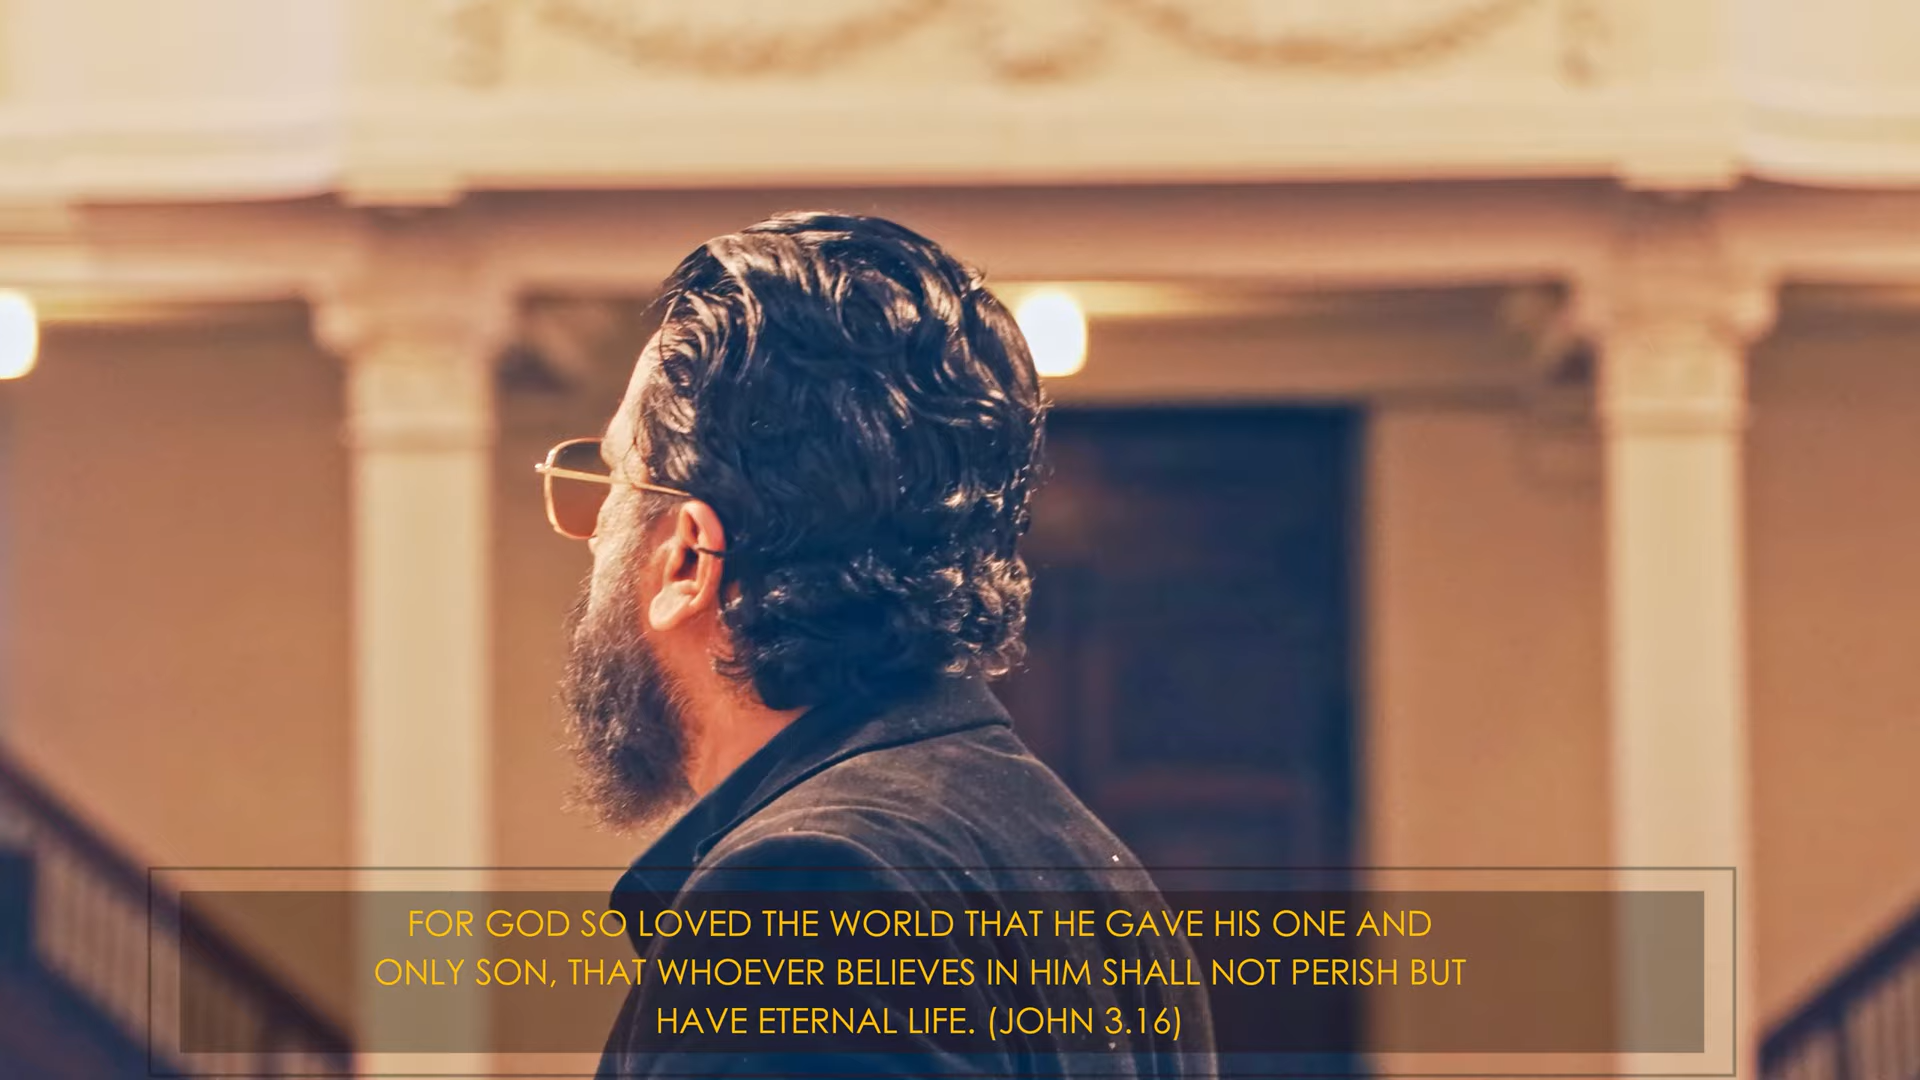 FOR GOD SO LOVED THE WORLD THAT HE GAVE HIS ONE AND
ONLY SON, THAT WHOEVER BELIEVES IN HIM SHALL NOT PERISH BUT
HAVE ETERNAL LIFE. (JOHN 3.16)